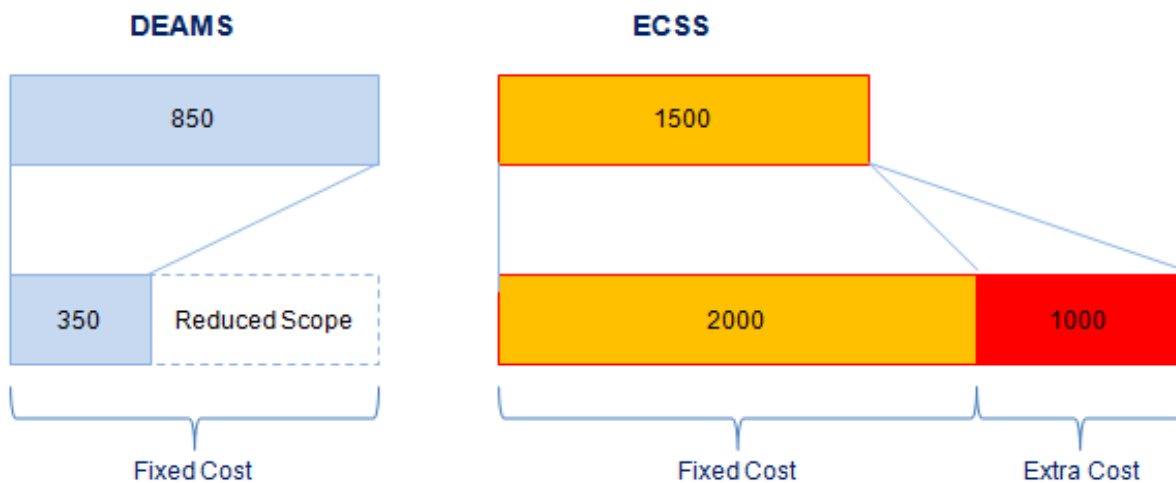 DEAMS
ECSS
850
1500
350
Reduced Scope
2000
1000
Fixed Cost
Fixed Cost
Extra Cost